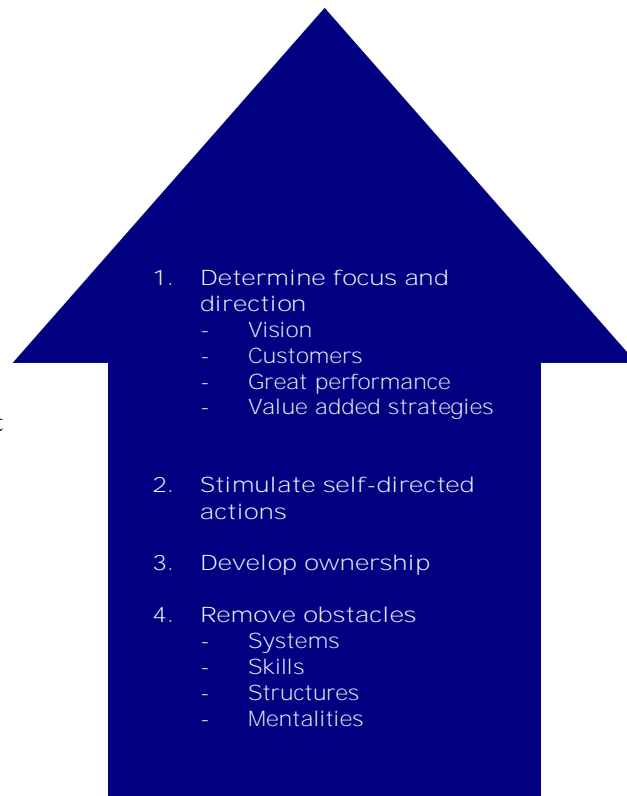 1. Determine focus and
direction
- Vision
- Customers
- Great performance
- Value added strategies
2. Stimulate self-directed
actions
3. Develop ownership
4. Remove obstacles
- Systems
- Skills
- Structures
- Mentalities